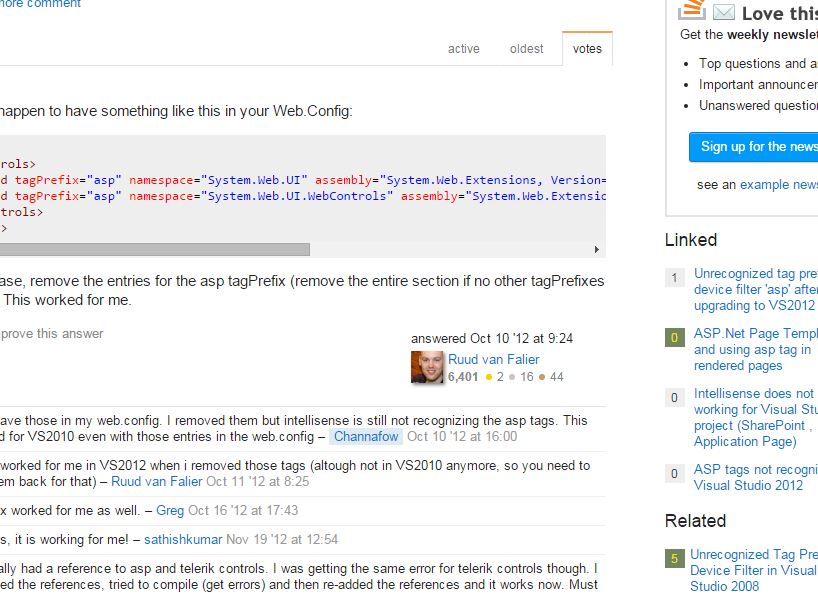 more comment
active oldest votes
happen to have something like this in your Web.Config:
rols>
d tagPrefix="asp" namespace="System.Web.UI" assembly="System.Web.Extensions, Version=
d tagPrefix="asp" namespace="System.Web.UI.WebControls" assembly="System.Web.Extensio
trols>
>
ase, remove the entries for the asp tagPrefix (remove the entire section if no other tagPrefixes
This worked for me.
prove this answer
answered Oct 10 '12 at 9:24
Ruud van Falier
6,401 2 16 44
ave those in my web.config. I removed them but intellisense is still not recognizing the asp tags. This
d for VS2010 even with those entries in the web.config – Channafow Oct 10 '12 at 16:00
worked for me in VS2012 when i removed those tags (altough not in VS2010 anymore, so you need to
em back for that) – Ruud van Falier Oct 11 '12 at 8:25
x worked for me as well. – Greg Oct 16 '12 at 17:43
s, it is working for me! – sathishkumar Nov 19 '12 at 12:54
ally had a reference to asp and telerik controls. I was getting the same error for telerik controls though. I
ed the references, tried to compile (get errors) and then re-added the references and it works now. Must
Love this
Get the weekly newslet
Top questions and a
Important announcer
Unanswered questio
Sign up for the news
see an example news
Linked
1 Unrecognized tag pre
device filter 'asp' after
upgrading to VS2012
0 ASP.Net Page Templ
and using asp tag in
rendered pages
0 Intellisense does not
working for Visual Stu
project (SharePoint ,
Application Page)
0 ASP tags not recogni
Visual Studio 2012
Related
5 Unrecognized Tag Pre
Device Filter in Visual
Studio 2008